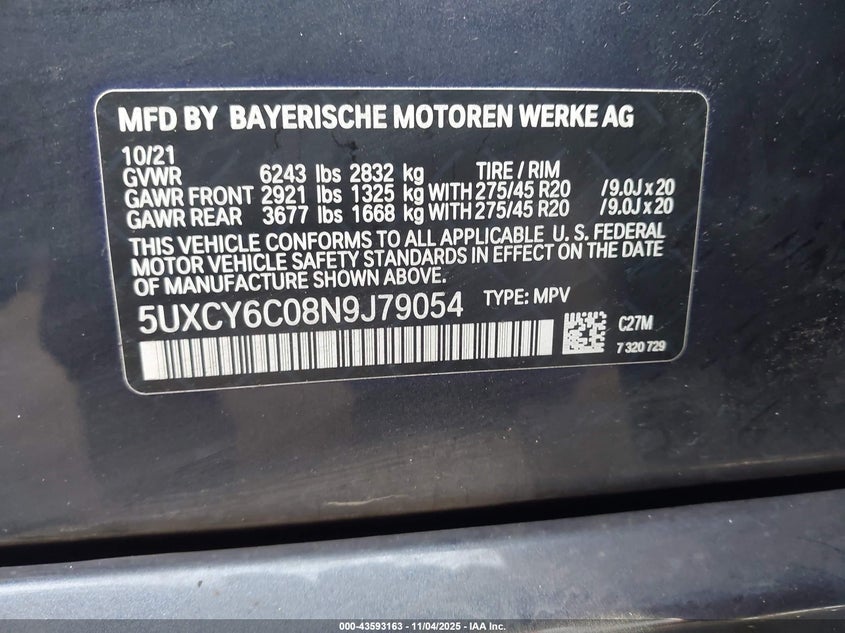 MFD BY BAYERISCHE MOTOREN WERKE AG
10/21
GVWR 6243 lbs 2832 kg TIRE / RIM
GAWR FRONT 2921 lbs 1325 kg WITH 275/45 R20 /9.0J x 20
GAWR REAR 3677 lbs 1668 kg WITH 275/45 R20 /9.0J x 20
THIS VEHICLE CONFORMS TO ALL APPLICABLE U. S. FEDERAL
MOTOR VEHICLE SAFETY STANDARDS IN EFFECT ON THE DATE
OF MANUFACTURE SHOWN ABOVE.
5UXCY6C08N9J79054 TYPE: MPV
C27M
7 320 729
000-43593163 - 11/04/2025 - IAA Inc.